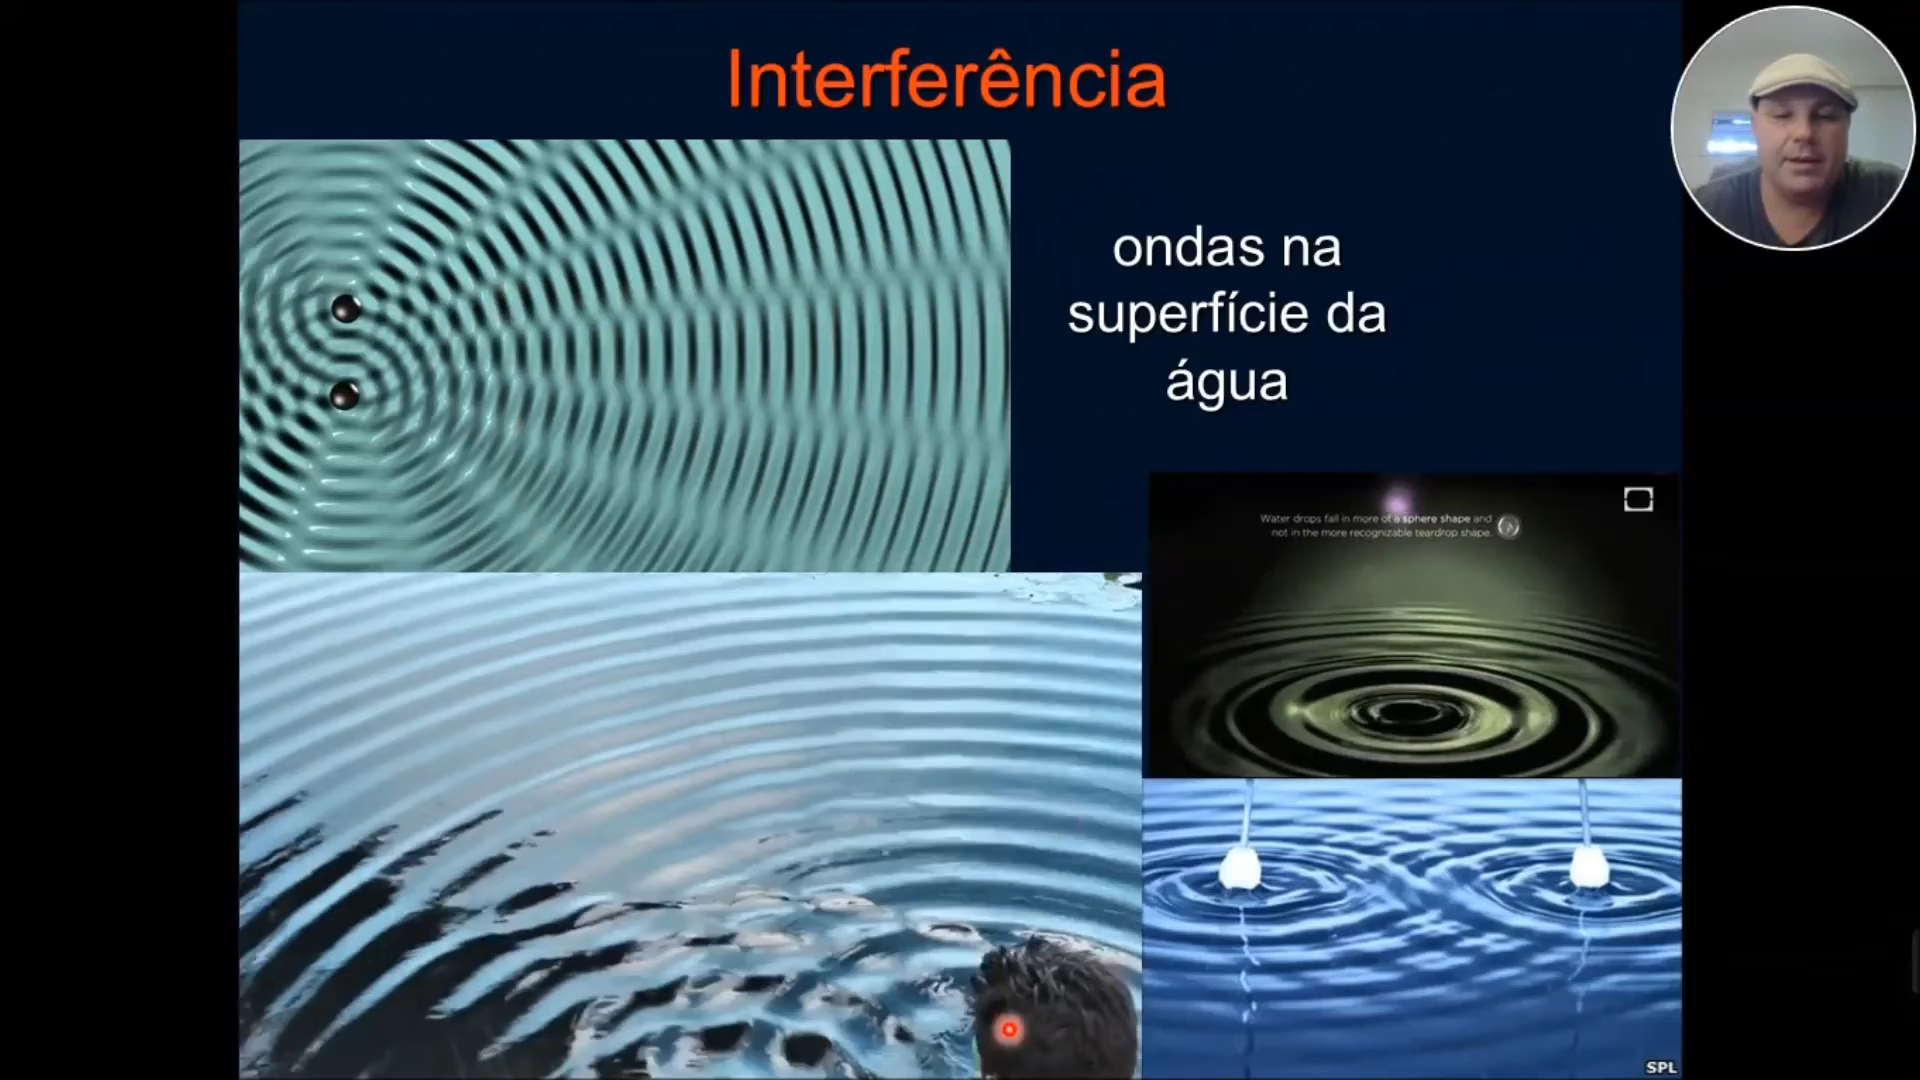 Interferência
ondas na
superfície da
água
Water drops fall in more of a sphere shape and
not in the more recognizable teardrop shape.
SPL